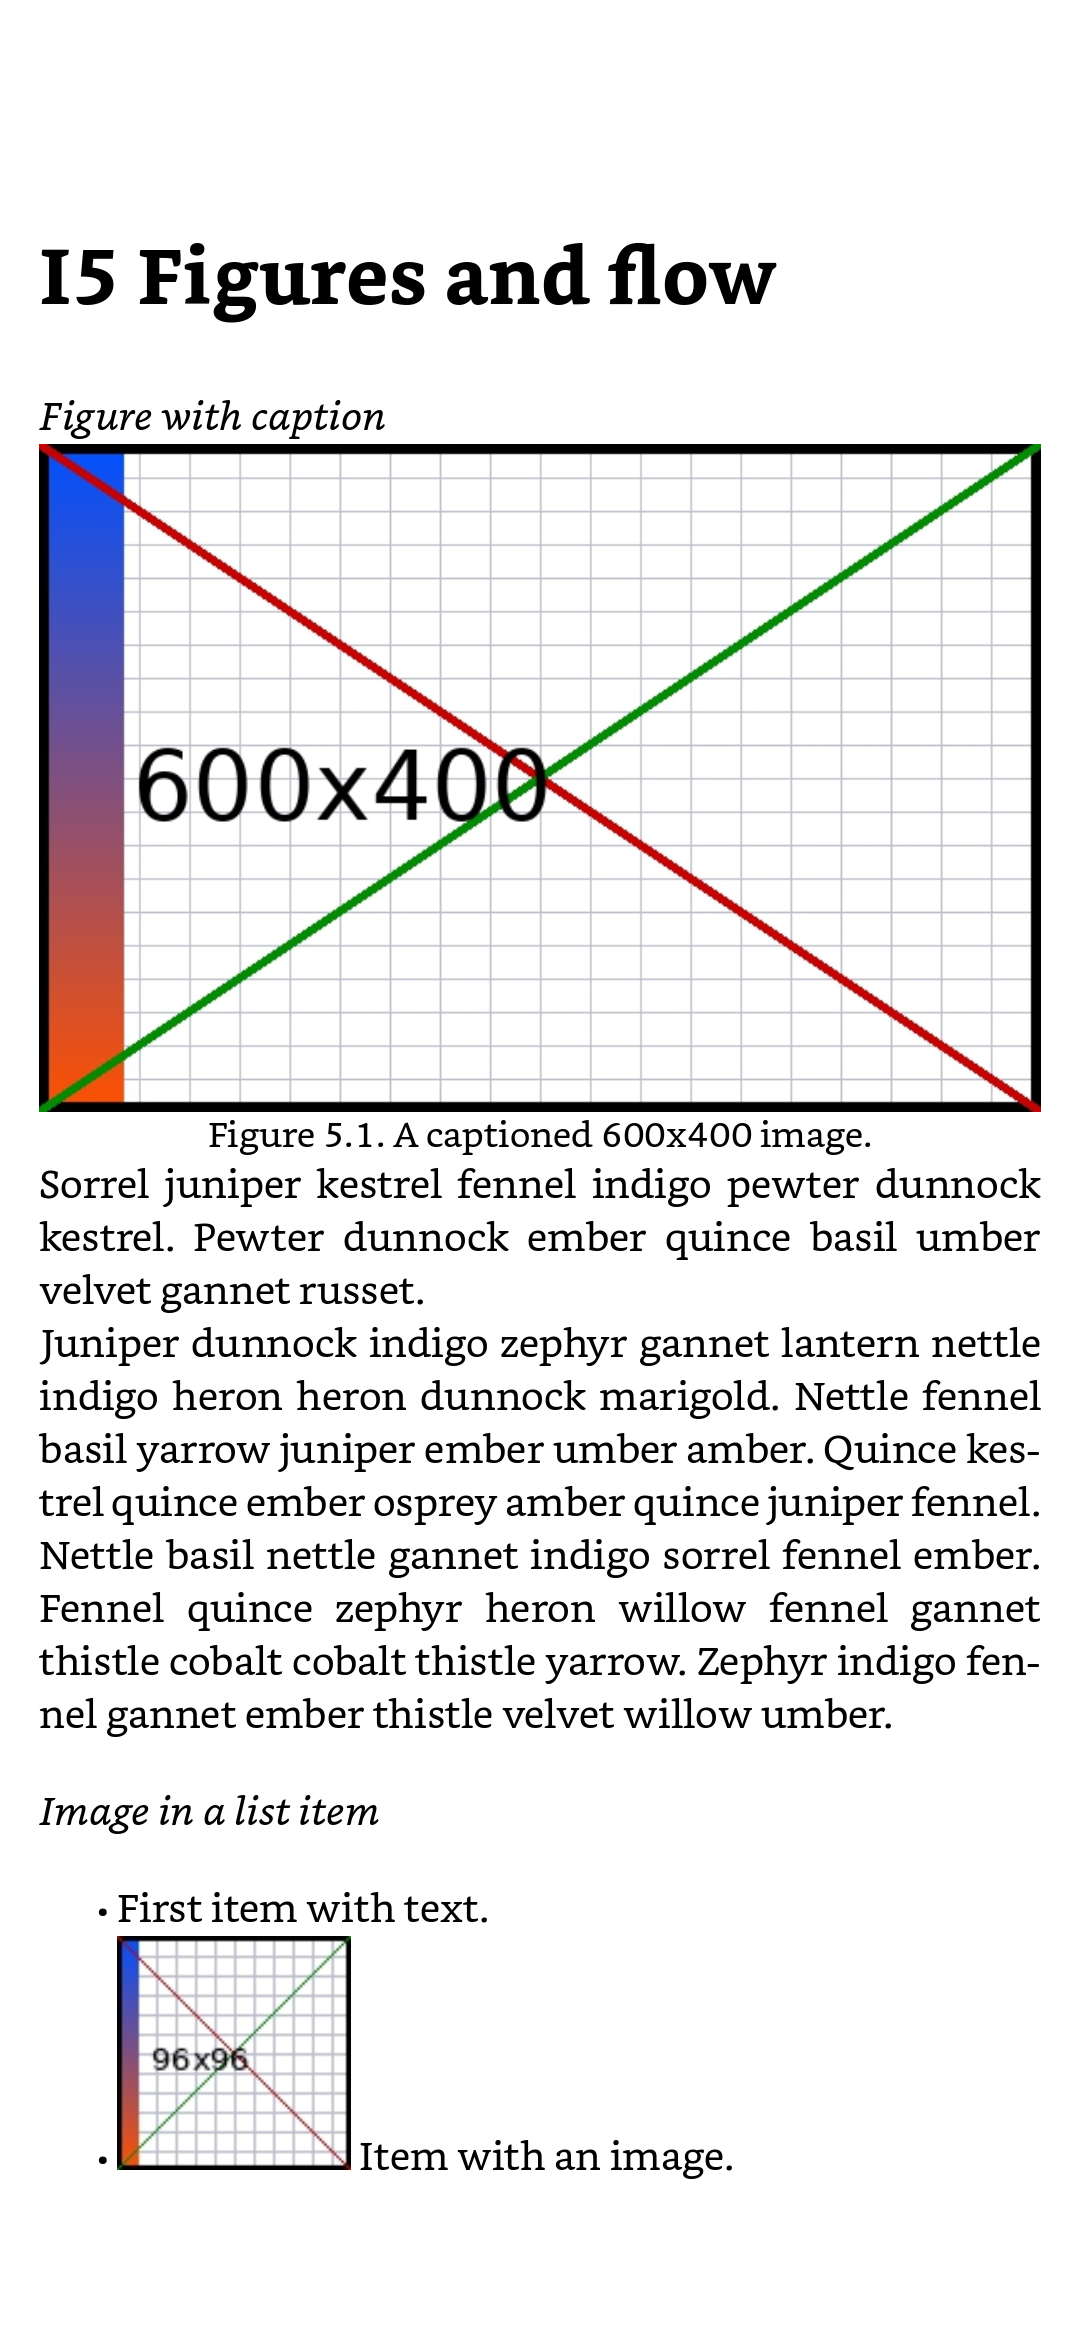 I5 Figures and flow
Figure with caption
600x400
Figure 5.1. A captioned 600x400 image.
Sorrel juniper kestrel fennel indigo pewter dunnock
kestrel. Pewter dunnock ember quince basil umber
velvet gannet russet.
Juniper dunnock indigo zephyr gannet lantern nettle
indigo heron heron dunnock marigold. Nettle fennel
basil yarrow juniper ember umber amber. Quince kes-
trel quince ember osprey amber quince juniper fennel.
Nettle basil nettle gannet indigo sorrel fennel ember.
Fennel quince zephyr heron willow fennel gannet
thistle cobalt cobalt thistle yarrow. Zephyr indigo fen-
nel gannet ember thistle velvet willow umber.
Image in a list item
• First item with text.
96x96
• Item with an image.